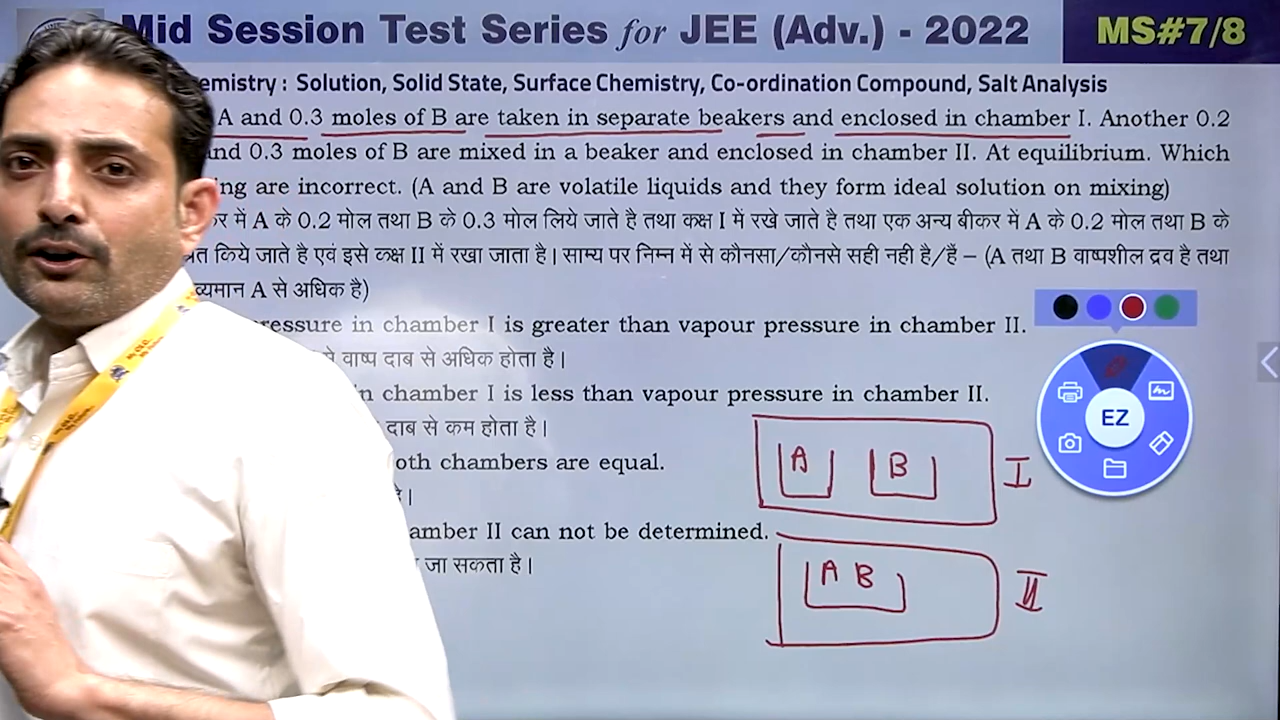 Mid Session Test Series for JEE (Adv.) - 2022
MS#7/8
emistry : Solution, Solid State, Surface Chemistry, Co-ordination Compound, Salt Analysis
A and 0.3 moles of B are taken in separate beakers and enclosed in chamber I. Another 0.2
nd 0.3 moles of B are mixed in a beaker and enclosed in chamber II. At equilibrium. Which
ing are incorrect. (A and B are volatile liquids and they form ideal solution on mixing)
में A के 0.2 मोल तथा B के 0.3 मोल लिये जाते है तथा कक्ष I में रखे जाते है तथा एक अन्य बीकर में A के 0.2 मोल तथा B के
किये जाते है एवं इसे कक्ष II में रखा जाता है। साम्य पर निम्न में से कौनसा/कौनसे सही नही है/हैं – (A तथा B वाष्पशील द्रव है तथा
व्यमान A से अधिक है)
ressure in chamber I is greater than vapour pressure in chamber II.
से वाष्प दाब से अधिक होता है।
n chamber I is less than vapour pressure in chamber II.
दाब से कम होता है।
oth chambers are equal.
है।
amber II can not be determined.
जा सकता है।
EZ
A B I
A B II